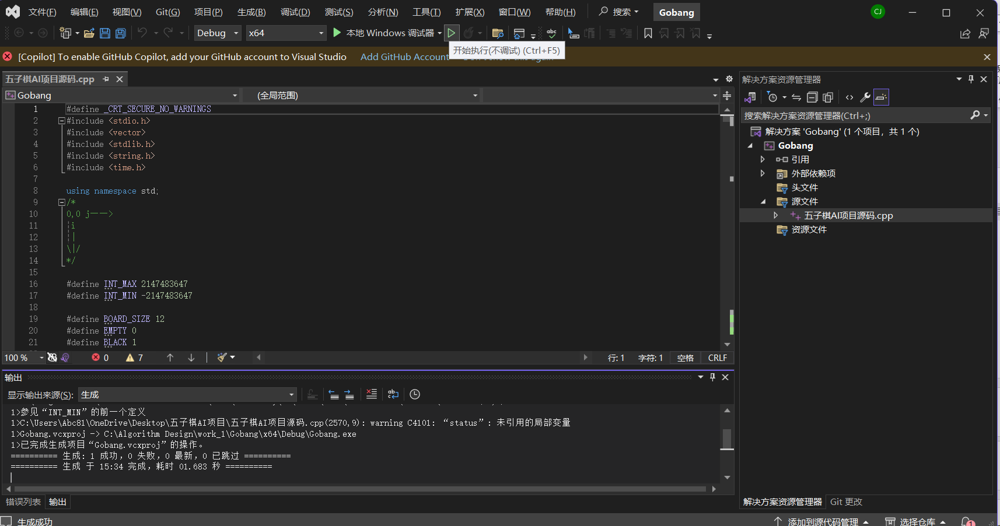 文件(F) 编辑(E) 视图(V) Git(G) 项目(P) 生成(B) 调试(D) 测试(S) 分析(N) 工具(T) 扩展(X) 窗口(W) 帮助(H) 搜索 Gobang CJ
Debug x64 本地 Windows 调试器
开始执行(不调试) (Ctrl+F5)
[Copilot] To enable GitHub Copilot, add your GitHub account to Visual Studio Add GitHub Account
五子棋AI项目源码.cpp
Gobang (全局范围)
1 #define _CRT_SECURE_NO_WARNINGS
2 #include <stdio.h>
3 #include <vector>
4 #include <stdlib.h>
5 #include <string.h>
6 #include <time.h>
7
8 using namespace std;
9 /*
10 0,0 j——>
11 ¦i
12 ¦|
13 \|/
14 */
15
16 #define INT_MAX 2147483647
17 #define INT_MIN -2147483647
18
19 #define BOARD_SIZE 12
20 #define EMPTY 0
21 #define BLACK 1
100 % 0 7 行: 1 字符: 1 空格 CRLF
输出
显示输出来源(S): 生成
1>参见“INT_MIN”的前一个定义
1>C:\Users\Abc81\OneDrive\Desktop\五子棋AI项目\五子棋AI项目源码.cpp(2570,9): warning C4101: “status”: 未引用的局部变量
1>Gobang.vcxproj -> C:\Algorithm Design\work_1\Gobang\x64\Debug\Gobang.exe
1>已完成生成项目“Gobang.vcxproj”的操作。
========== 生成: 1 成功，0 失败，0 最新，0 已跳过 ==========
========== 生成 于 15:34 完成，耗时 01.683 秒 ==========
错误列表 输出
生成成功
解决方案资源管理器
搜索解决方案资源管理器(Ctrl+;)
解决方案 'Gobang' (1 个项目，共 1 个)
Gobang
引用
外部依赖项
头文件
源文件
五子棋AI项目源码.cpp
资源文件
解决方案资源管理器 Git 更改
添加到源代码管理 选择仓库 1